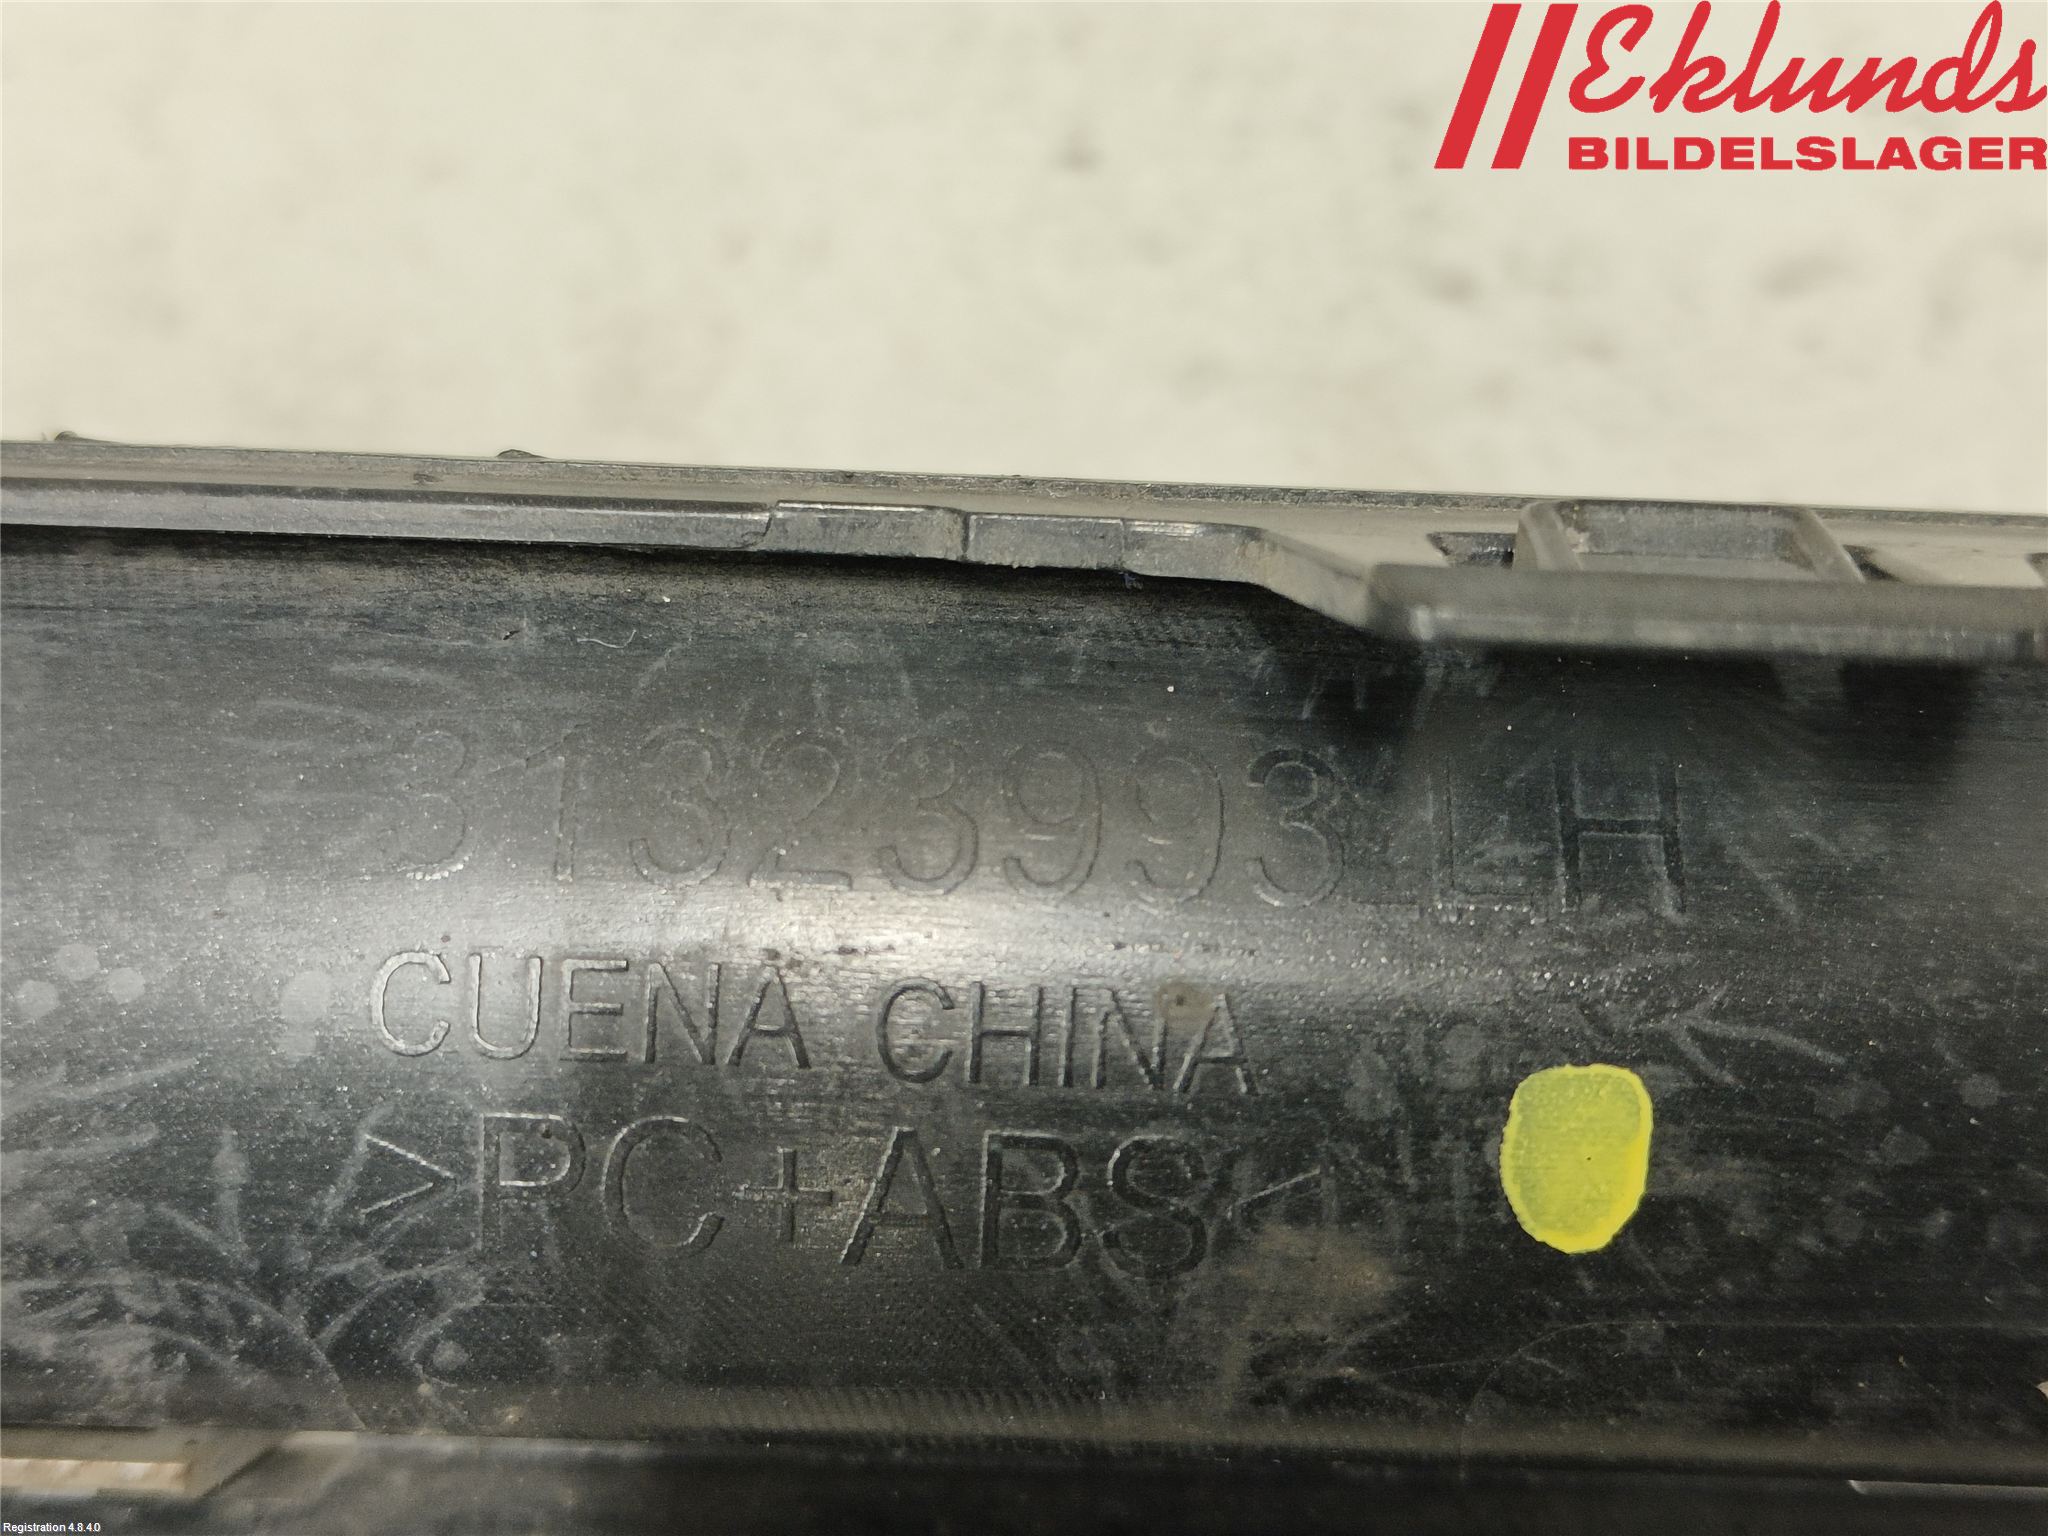 Eklunds
BILDELSLAGER
31323993 LH
CUENA CHINA
>PC+ABS<
Registration 4.8.4.0